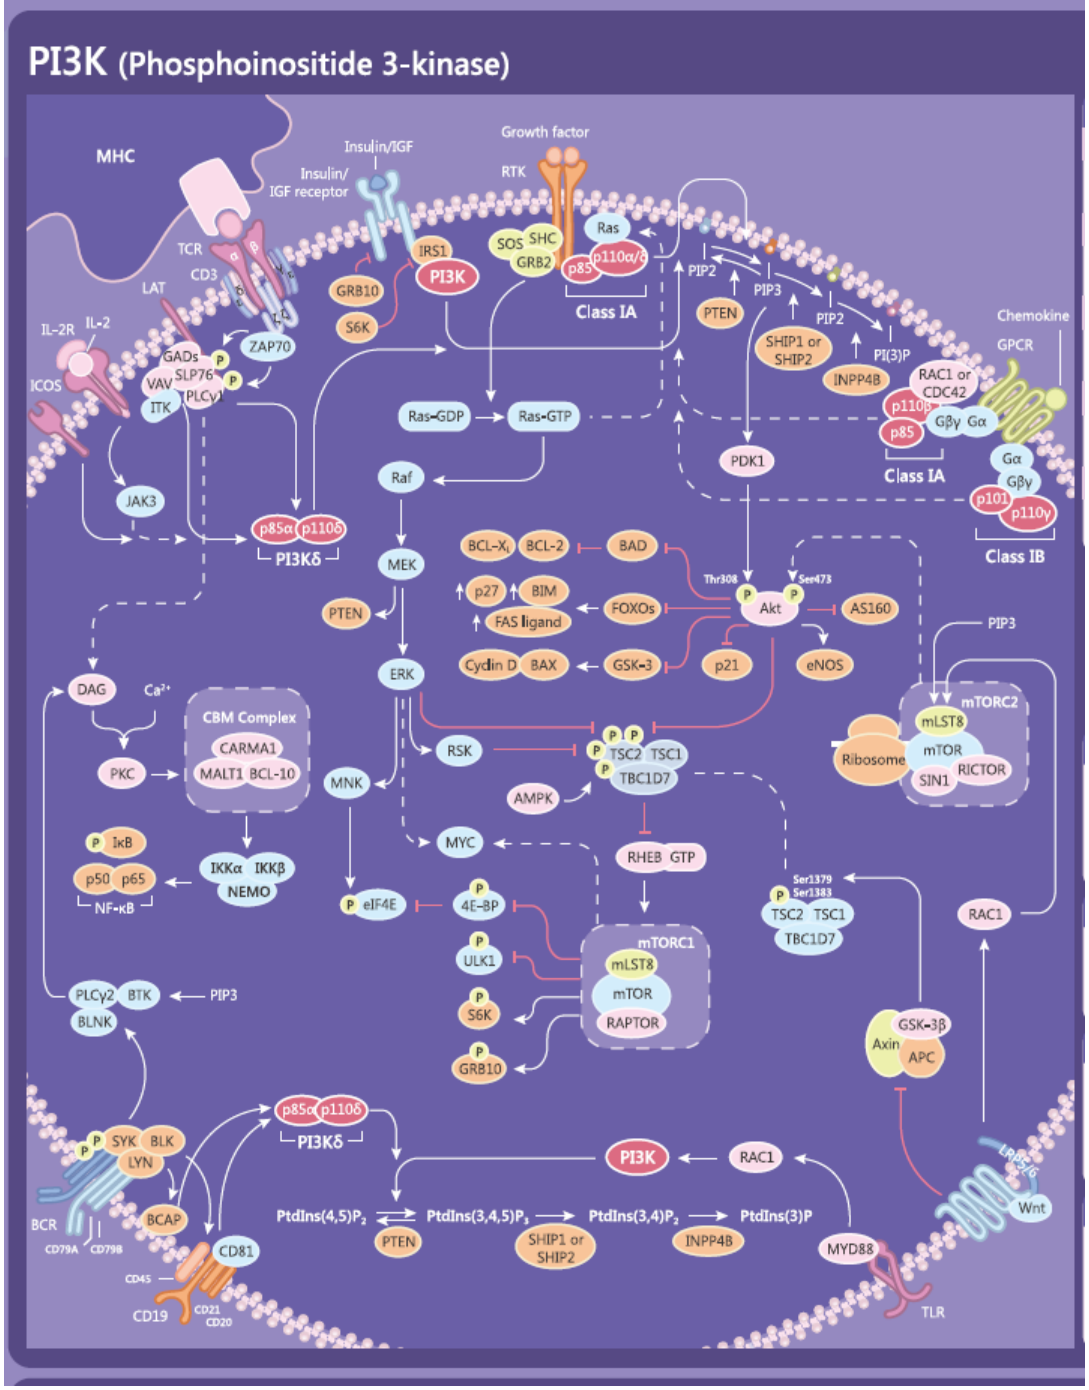 PI3K (Phosphoinositide 3-kinase)
MHC
Growth factor
Insulin/IGF
Insulin/
IGF receptor
RTK
TCR
α
β
CD3
LAT
IL-2R
IL-2
ICOS
ZAP70
GADs
SLP76
P
VAV
PLCγ1
P
ITK
JAK3
IRS1
PI3K
GRB10
S6K
SOS
SHC
GRB2
Ras
p85
p110α/δ
Class IA
PIP2
PIP3
PIP2
PI(3)P
PTEN
SHIP1 or
SHIP2
INPP4B
Chemokine
GPCR
RAC1 or
CDC42
p110β
p85
Gβγ
Gα
Class IA
Gα
Gβγ
p101
p110γ
Class IB
Ras-GDP
Ras-GTP
Raf
PDK1
p85α
p110δ
PI3Kδ
MEK
PTEN
ERK
BCL-XL
BCL-2
BAD
p27
BIM
FAS ligand
FOXOs
Cyclin D
BAX
GSK-3
Thr308
Ser473
P
P
Akt
AS160
p21
eNOS
PIP3
mTORC2
mLST8
mTOR
Ribosome
SIN1
RICTOR
DAG
Ca²⁺
PKC
CBM Complex
CARMA1
MALT1
BCL-10
RSK
MNK
AMPK
P
P
P
P
TSC2
TSC1
TBC1D7
MYC
RHEB
GTP
P
IκB
p50
p65
NF-κB
IKKα
IKKβ
NEMO
P
eIF4E
P
4E-BP
P
ULK1
P
S6K
P
GRB10
mTORC1
mLST8
mTOR
RAPTOR
Ser1379
Ser1383
P
TSC2
TSC1
TBC1D7
RAC1
PLCγ2
BTK
PIP3
BLNK
GSK-3β
Axin
APC
P
P
SYK
BLK
LYN
BCR
CD79A
CD79B
BCAP
CD81
CD45
CD19
CD21
CD20
p85α
p110δ
PI3Kδ
PI3K
RAC1
PtdIns(4,5)P₂
PtdIns(3,4,5)P₃
PtdIns(3,4)P₂
PtdIns(3)P
PTEN
SHIP1 or
SHIP2
INPP4B
MYD88
TLR
LRP5/6
Wnt